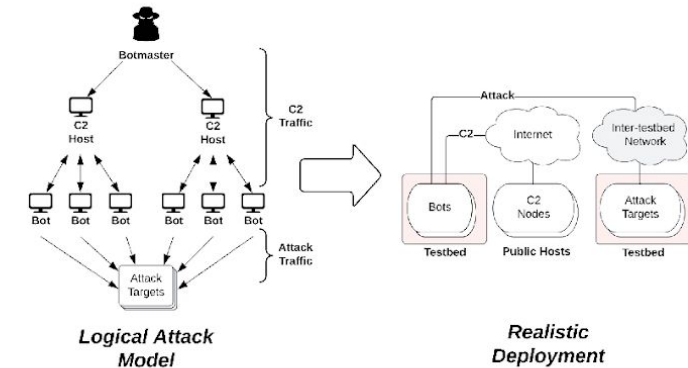 Botmaster
C2
Host
C2
Host
C2
Traffic
Bot
Bot
Bot
Bot
Bot
Bot
Attack
Traffic
Attack
Targets
Logical Attack
Model
Attack
C2
Internet
Inter-testbed
Network
Bots
C2
Nodes
Attack
Targets
Testbed
Public Hosts
Testbed
Realistic
Deployment